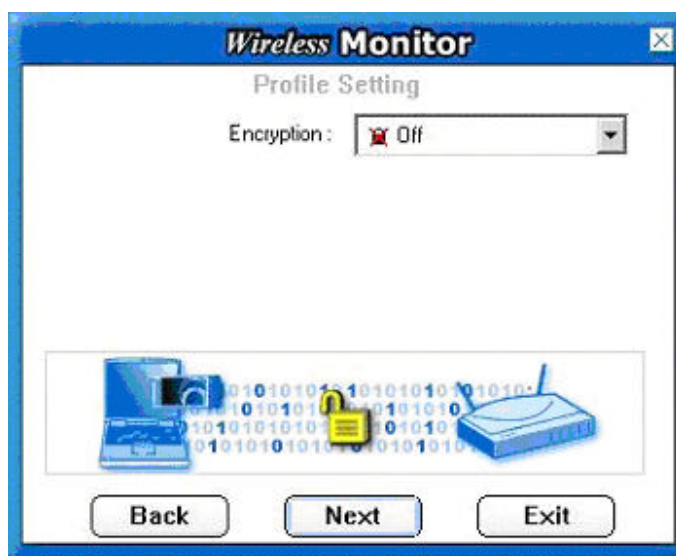 Wireless Monitor
Profile Setting
Encryption : Off
Back Next Exit